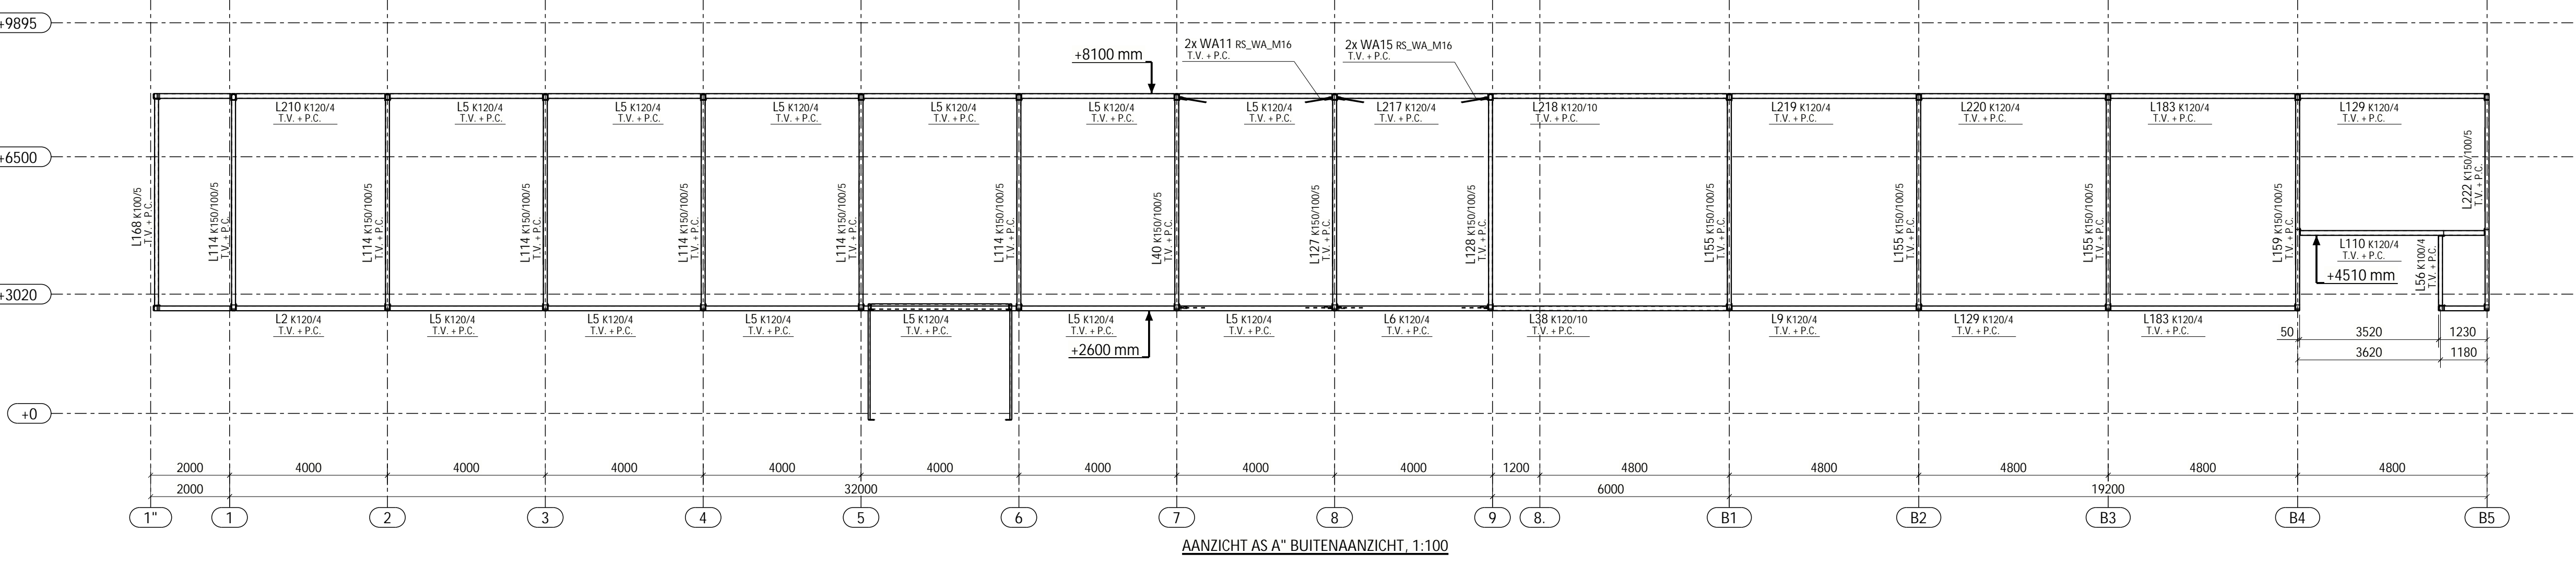 +9895
+8100 mm
2x WA11 RS_WA_M16
T.V. + P.C.
2x WA15 RS_WA_M16
T.V. + P.C.
L210 K120/4
T.V. + P.C.
L5 K120/4
T.V. + P.C.
L5 K120/4
T.V. + P.C.
L5 K120/4
T.V. + P.C.
L5 K120/4
T.V. + P.C.
L5 K120/4
T.V. + P.C.
L5 K120/4
T.V. + P.C.
L217 K120/4
T.V. + P.C.
L218 K120/10
T.V. + P.C.
L219 K120/4
T.V. + P.C.
L220 K120/4
T.V. + P.C.
L183 K120/4
T.V. + P.C.
L129 K120/4
T.V. + P.C.
+6500
L168 K100/5
T.V. + P.C.
L114 K150/100/5
T.V. + P.C.
L114 K150/100/5
T.V. + P.C.
L114 K150/100/5
T.V. + P.C.
L114 K150/100/5
T.V. + P.C.
L114 K150/100/5
T.V. + P.C.
L114 K150/100/5
T.V. + P.C.
L40 K150/100/5
T.V. + P.C.
L127 K150/100/5
T.V. + P.C.
L128 K150/100/5
T.V. + P.C.
L155 K150/100/5
T.V. + P.C.
L155 K150/100/5
T.V. + P.C.
L155 K150/100/5
T.V. + P.C.
L159 K150/100/5
T.V. + P.C.
L222 K150/100/5
T.V. + P.C.
L110 K120/4
T.V. + P.C.
+4510 mm
L56 K100/4
T.V. + P.C.
+3020
L2 K120/4
T.V. + P.C.
L5 K120/4
T.V. + P.C.
L5 K120/4
T.V. + P.C.
L5 K120/4
T.V. + P.C.
L5 K120/4
T.V. + P.C.
L5 K120/4
T.V. + P.C.
L5 K120/4
T.V. + P.C.
L6 K120/4
T.V. + P.C.
L38 K120/10
T.V. + P.C.
L9 K120/4
T.V. + P.C.
L129 K120/4
T.V. + P.C.
L183 K120/4
T.V. + P.C.
+2600 mm
50 3520 1230
3620 1180
+0
2000 4000 4000 4000 4000 4000 4000 4000 4000 1200 4800 4800 4800 4800 4800
2000 32000 6000 19200
1" 1 2 3 4 5 6 7 8 9 8. B1 B2 B3 B4 B5
AANZICHT AS A" BUITENAANZICHT, 1:100